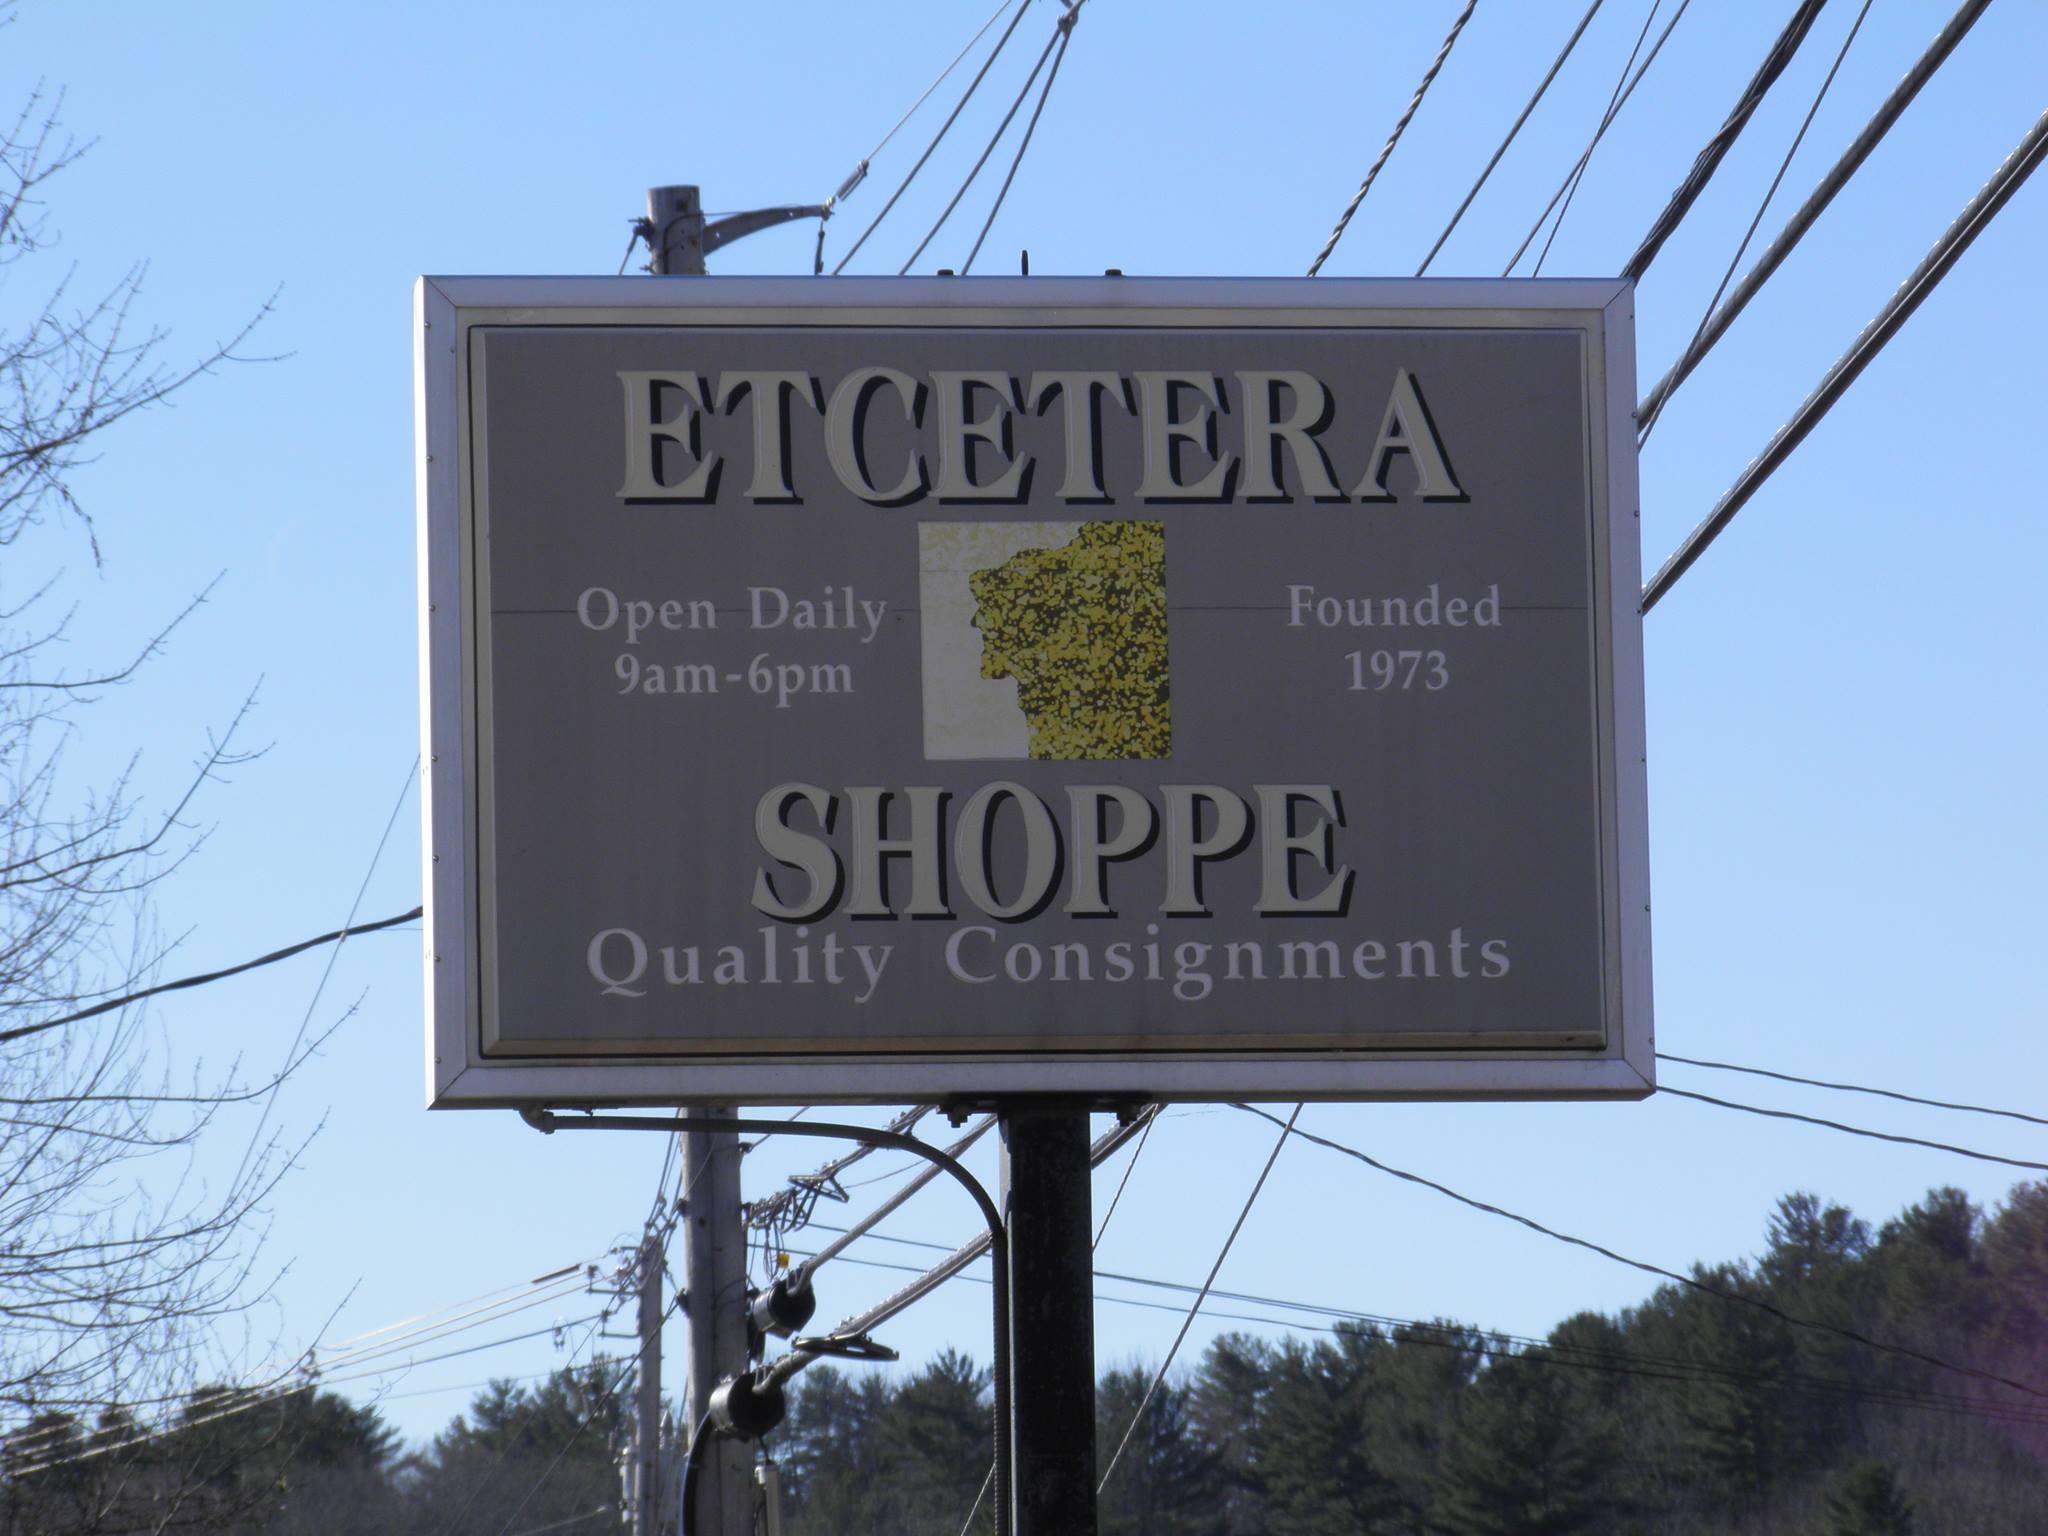 ETCETERA
Open Daily
9am-6pm
Founded
1973
SHOPPE
Quality Consignments